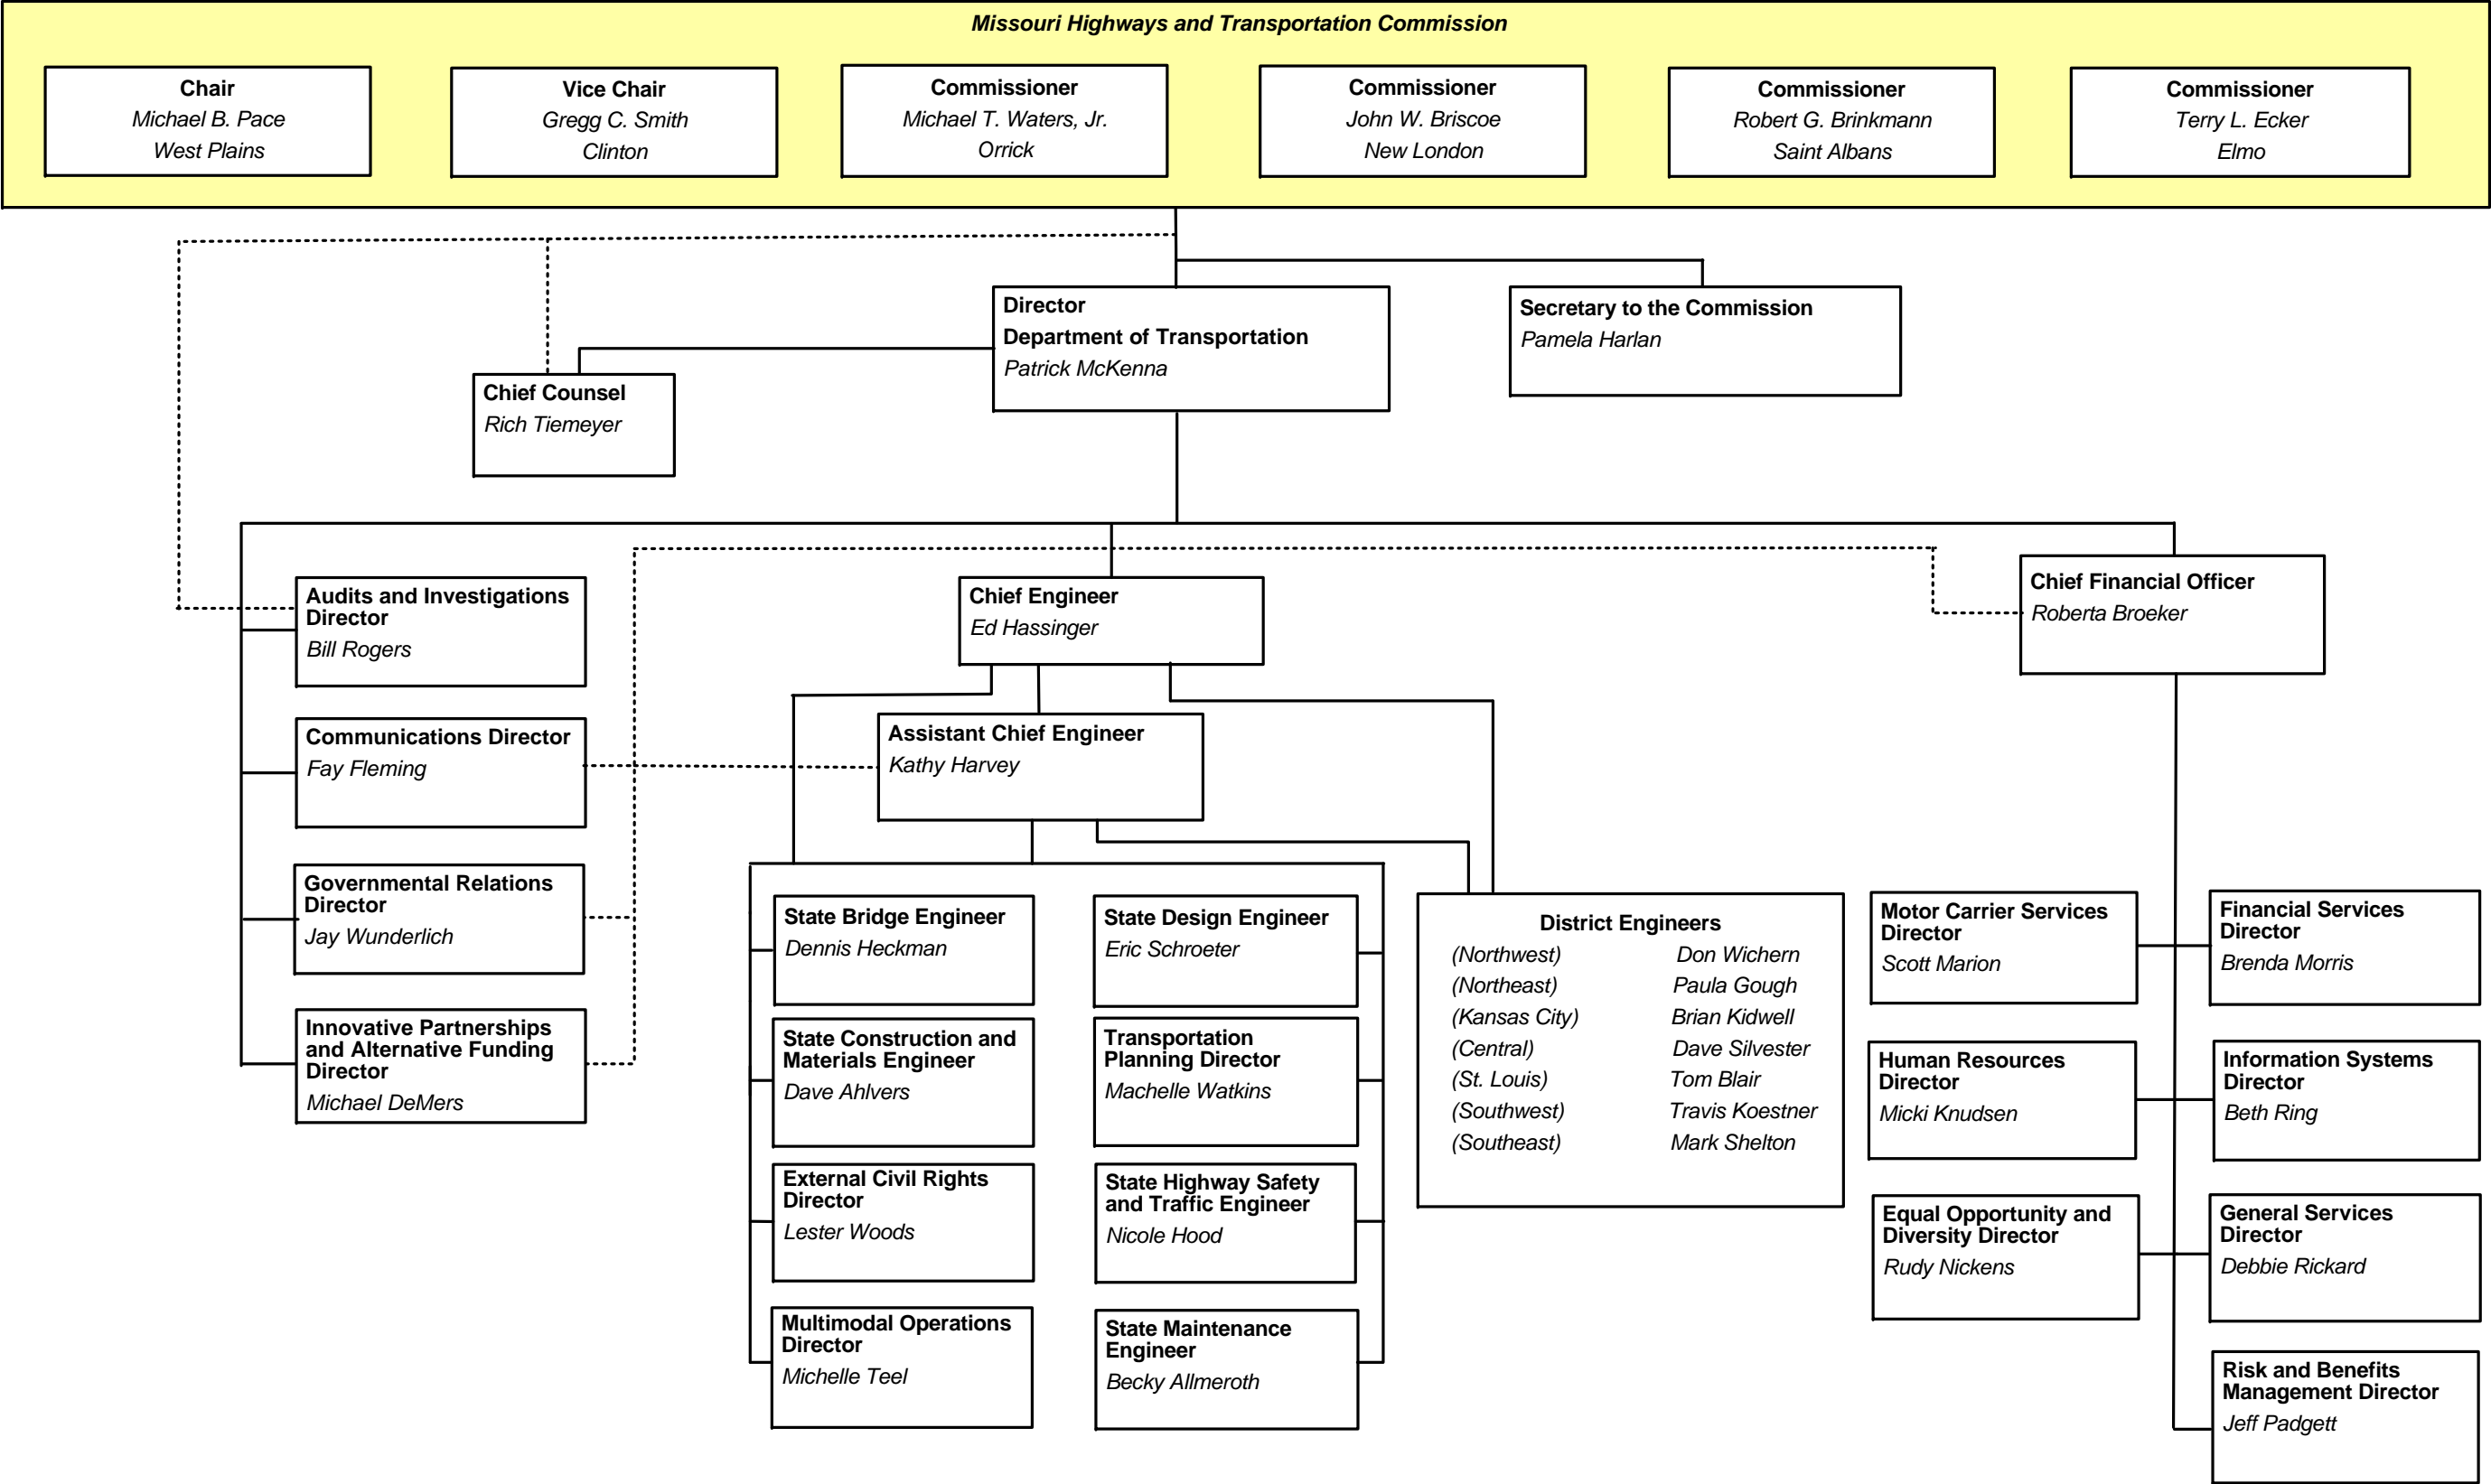 Missouri Highways and Transportation Commission
Chair
Michael B. Pace
West Plains
Vice Chair
Gregg C. Smith
Clinton
Commissioner
Michael T. Waters, Jr.
Orrick
Commissioner
John W. Briscoe
New London
Commissioner
Robert G. Brinkmann
Saint Albans
Commissioner
Terry L. Ecker
Elmo
Director
Department of Transportation
Patrick McKenna
Secretary to the Commission
Pamela Harlan
Chief Counsel
Rich Tiemeyer
Audits and Investigations
Director
Bill Rogers
Communications Director
Fay Fleming
Governmental Relations
Director
Jay Wunderlich
Innovative Partnerships
and Alternative Funding
Director
Michael DeMers
Chief Engineer
Ed Hassinger
Assistant Chief Engineer
Kathy Harvey
State Bridge Engineer
Dennis Heckman
State Design Engineer
Eric Schroeter
State Construction and
Materials Engineer
Dave Ahlvers
Transportation
Planning Director
Machelle Watkins
External Civil Rights
Director
Lester Woods
State Highway Safety
and Traffic Engineer
Nicole Hood
Multimodal Operations
Director
Michelle Teel
State Maintenance
Engineer
Becky Allmeroth
District Engineers
(Northwest) Don Wichern
(Northeast) Paula Gough
(Kansas City) Brian Kidwell
(Central) Dave Silvester
(St. Louis) Tom Blair
(Southwest) Travis Koestner
(Southeast) Mark Shelton
Chief Financial Officer
Roberta Broeker
Motor Carrier Services
Director
Scott Marion
Financial Services
Director
Brenda Morris
Human Resources
Director
Micki Knudsen
Information Systems
Director
Beth Ring
Equal Opportunity and
Diversity Director
Rudy Nickens
General Services
Director
Debbie Rickard
Risk and Benefits
Management Director
Jeff Padgett